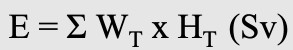 E = Σ W_T x H_T (Sv)